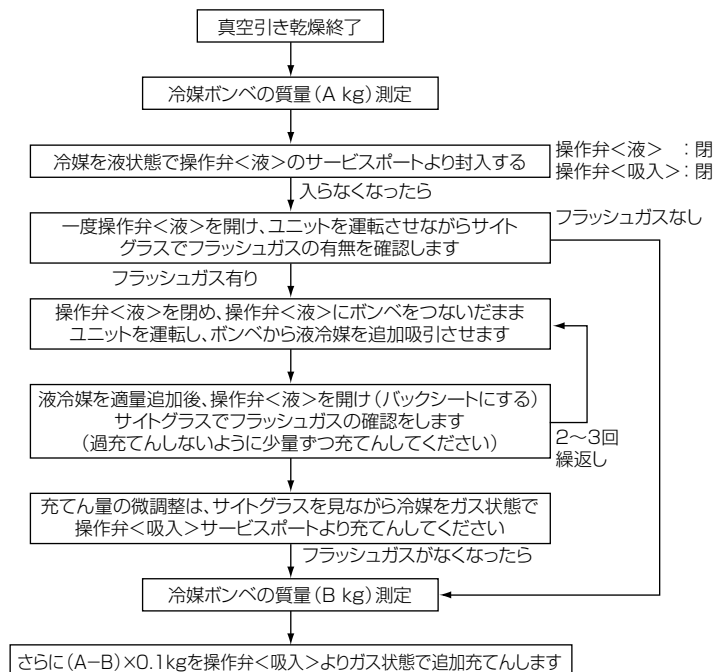 真空引き乾燥終了
冷媒ボンベの質量(A kg)測定
冷媒を液状態で操作弁<液>のサービスポートより封入する
操作弁<液>　：閉
操作弁<吸入>：閉
入らなくなったら
一度操作弁<液>を開け、ユニットを運転させながらサイト
グラスでフラッシュガスの有無を確認します
フラッシュガスなし
フラッシュガス有り
操作弁<液>を閉め、操作弁<液>にボンベをつないだまま
ユニットを運転し、ボンベから液冷媒を追加吸引させます
液冷媒を適量追加後、操作弁<液>を開け(バックシートにする)
サイトグラスでフラッシュガスの確認をします
(過充てんしないように少量ずつ充てんしてください)
2〜3回
繰返し
充てん量の微調整は、サイトグラスを見ながら冷媒をガス状態で
操作弁<吸入>サービスポートより充てんしてください
フラッシュガスがなくなったら
冷媒ボンベの質量(B kg)測定
さらに(A−B)×0.1kgを操作弁<吸入>よりガス状態で追加充てんします